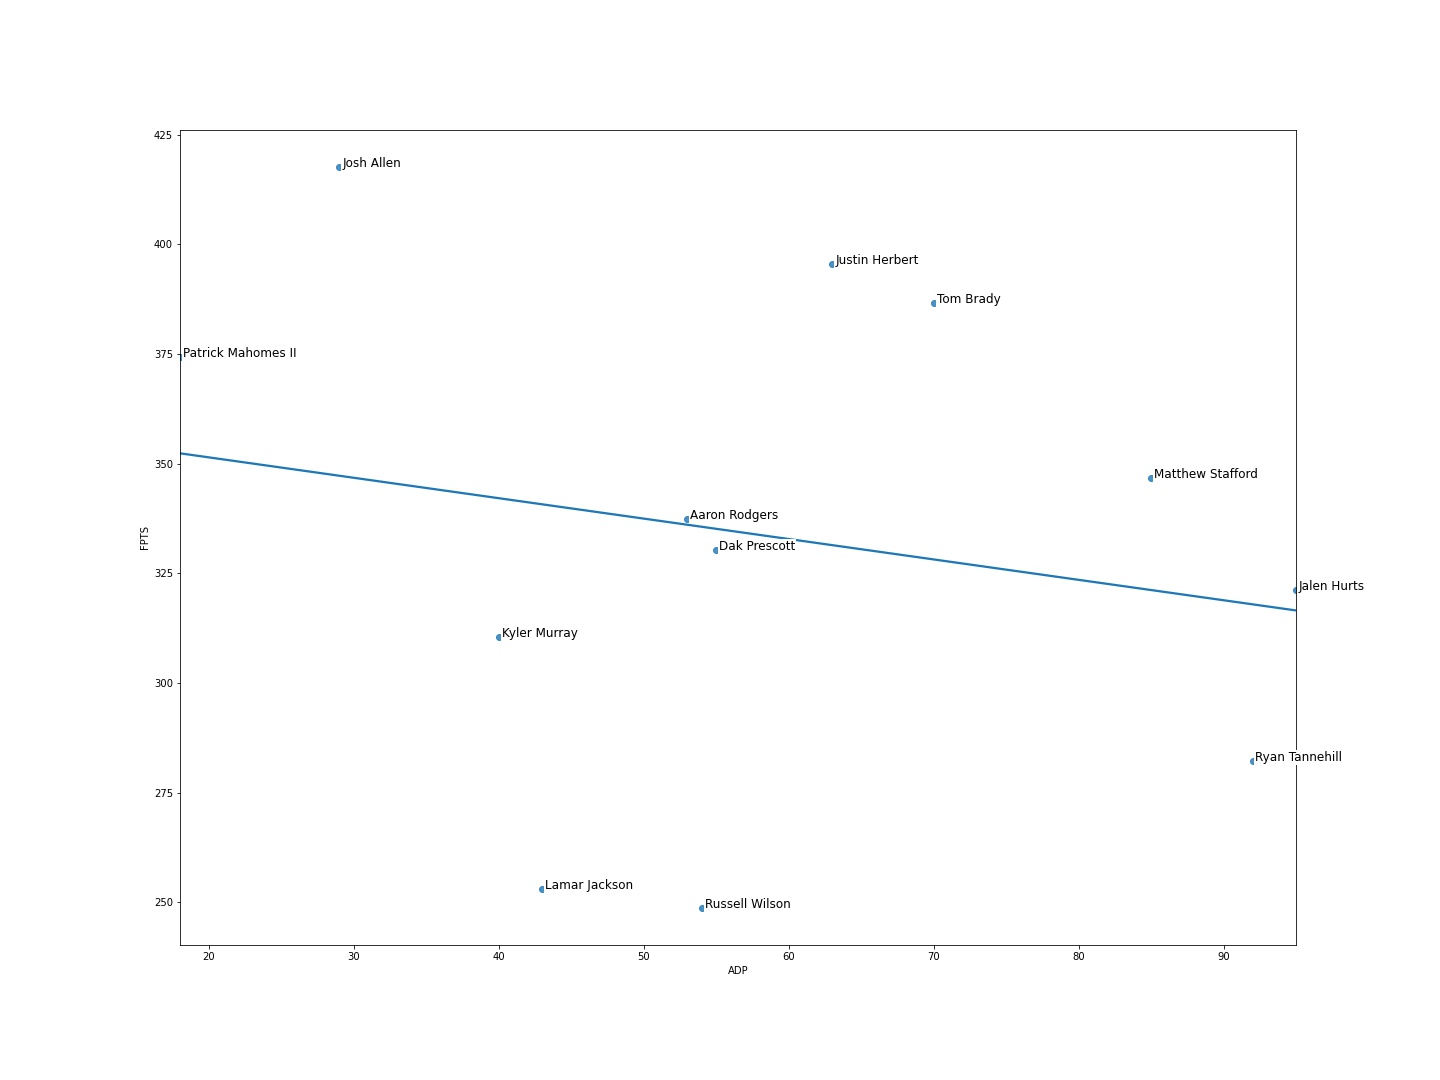 425
Josh Allen
400
Justin Herbert
Tom Brady
375
Patrick Mahomes II
350
Matthew Stafford
Aaron Rodgers
FPTS
Dak Prescott
325
Jalen Hurts
Kyler Murray
300
Ryan Tannehill
275
Lamar Jackson
250
Russell Wilson
20 30 40 50 60 70 80 90
ADP